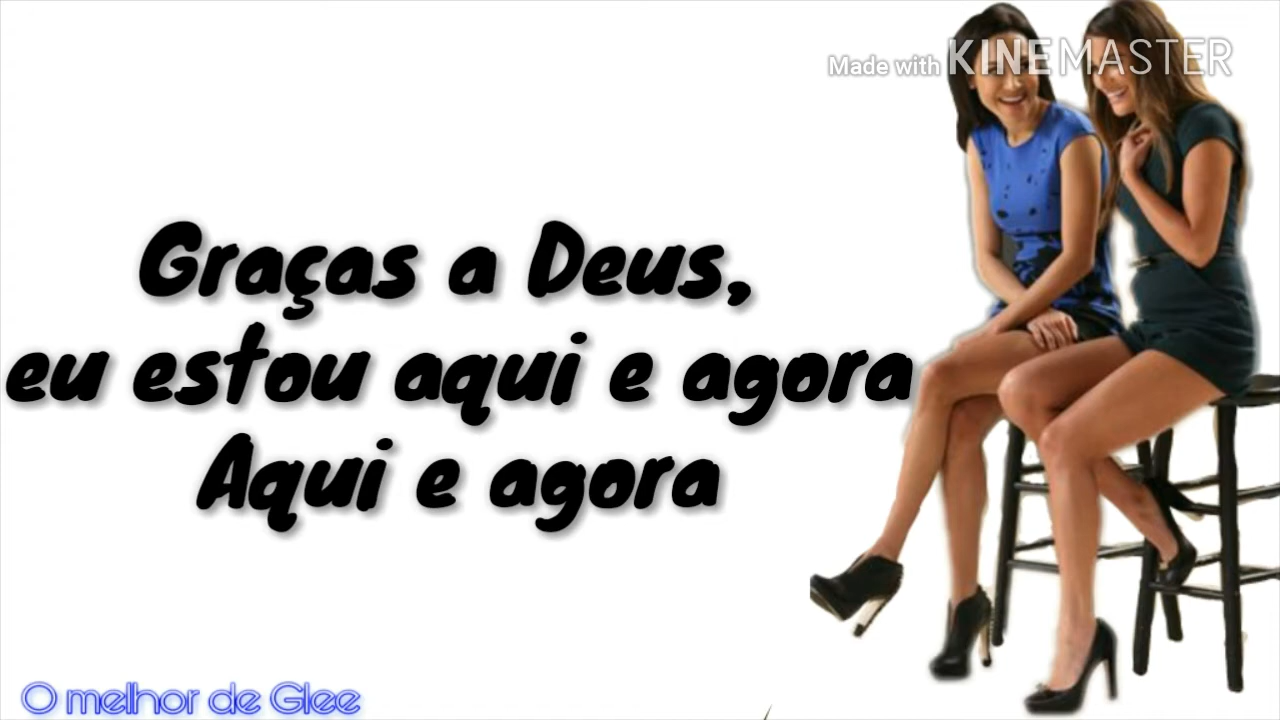 Made with KINEMASTER
Graças a Deus,
eu estou aqui e agora
Aqui e agora
O melhor de Glee